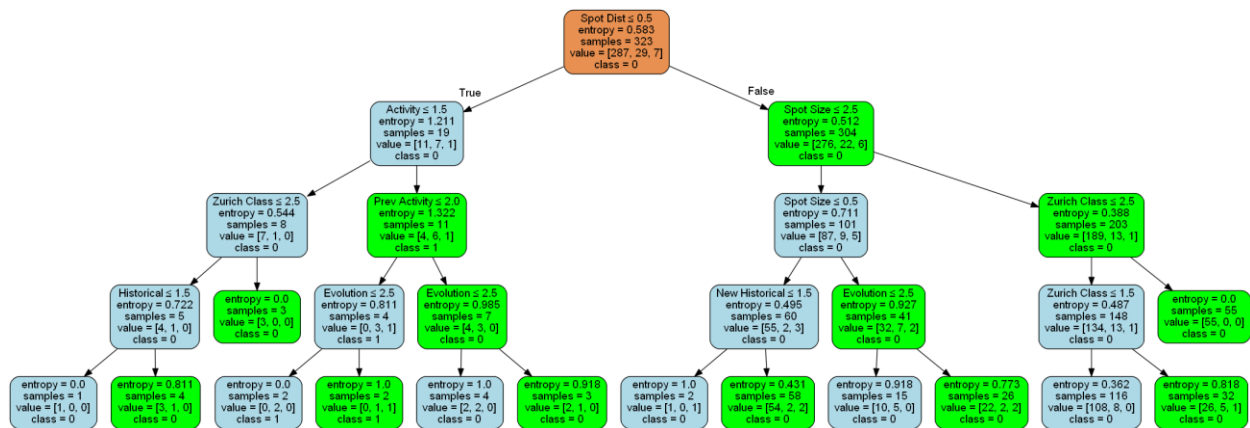 Spot Dist ≤ 0.5
entropy = 0.583
samples = 323
value = [287, 29, 7]
class = 0
True
False
Activity ≤ 1.5
entropy = 1.211
samples = 19
value = [11, 7, 1]
class = 0
Spot Size ≤ 2.5
entropy = 0.512
samples = 304
value = [276, 22, 6]
class = 0
Zurich Class ≤ 2.5
entropy = 0.544
samples = 8
value = [7, 1, 0]
class = 0
Prev Activity ≤ 2.0
entropy = 1.322
samples = 11
value = [4, 6, 1]
class = 1
Spot Size ≤ 0.5
entropy = 0.711
samples = 101
value = [87, 9, 5]
class = 0
Zurich Class ≤ 2.5
entropy = 0.388
samples = 203
value = [189, 13, 1]
class = 0
Historical ≤ 1.5
entropy = 0.722
samples = 5
value = [4, 1, 0]
class = 0
entropy = 0.0
samples = 3
value = [3, 0, 0]
class = 0
Evolution ≤ 2.5
entropy = 0.811
samples = 4
value = [0, 3, 1]
class = 1
Evolution ≤ 2.5
entropy = 0.985
samples = 7
value = [4, 3, 0]
class = 0
New Historical ≤ 1.5
entropy = 0.495
samples = 60
value = [55, 2, 3]
class = 0
Evolution ≤ 2.5
entropy = 0.927
samples = 41
value = [32, 7, 2]
class = 0
Zurich Class ≤ 1.5
entropy = 0.487
samples = 148
value = [134, 13, 1]
class = 0
entropy = 0.0
samples = 55
value = [55, 0, 0]
class = 0
entropy = 0.0
samples = 1
value = [1, 0, 0]
class = 0
entropy = 0.811
samples = 4
value = [3, 1, 0]
class = 0
entropy = 0.0
samples = 2
value = [0, 2, 0]
class = 1
entropy = 1.0
samples = 2
value = [0, 1, 1]
class = 1
entropy = 1.0
samples = 4
value = [2, 2, 0]
class = 0
entropy = 0.918
samples = 3
value = [2, 1, 0]
class = 0
entropy = 1.0
samples = 2
value = [1, 0, 1]
class = 0
entropy = 0.431
samples = 58
value = [54, 2, 2]
class = 0
entropy = 0.918
samples = 15
value = [10, 5, 0]
class = 0
entropy = 0.773
samples = 26
value = [22, 2, 2]
class = 0
entropy = 0.362
samples = 116
value = [108, 8, 0]
class = 0
entropy = 0.818
samples = 32
value = [26, 5, 1]
class = 0